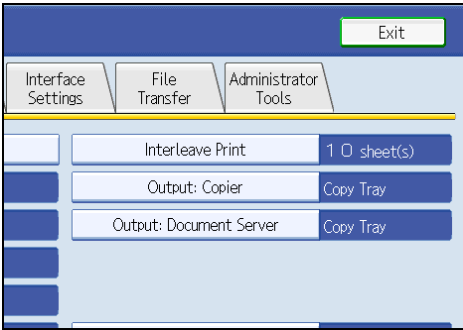 Exit
Interface
Settings
File
Transfer
Administrator
Tools
Interleave Print
10 sheet(s)
Output: Copier
Copy Tray
Output: Document Server
Copy Tray